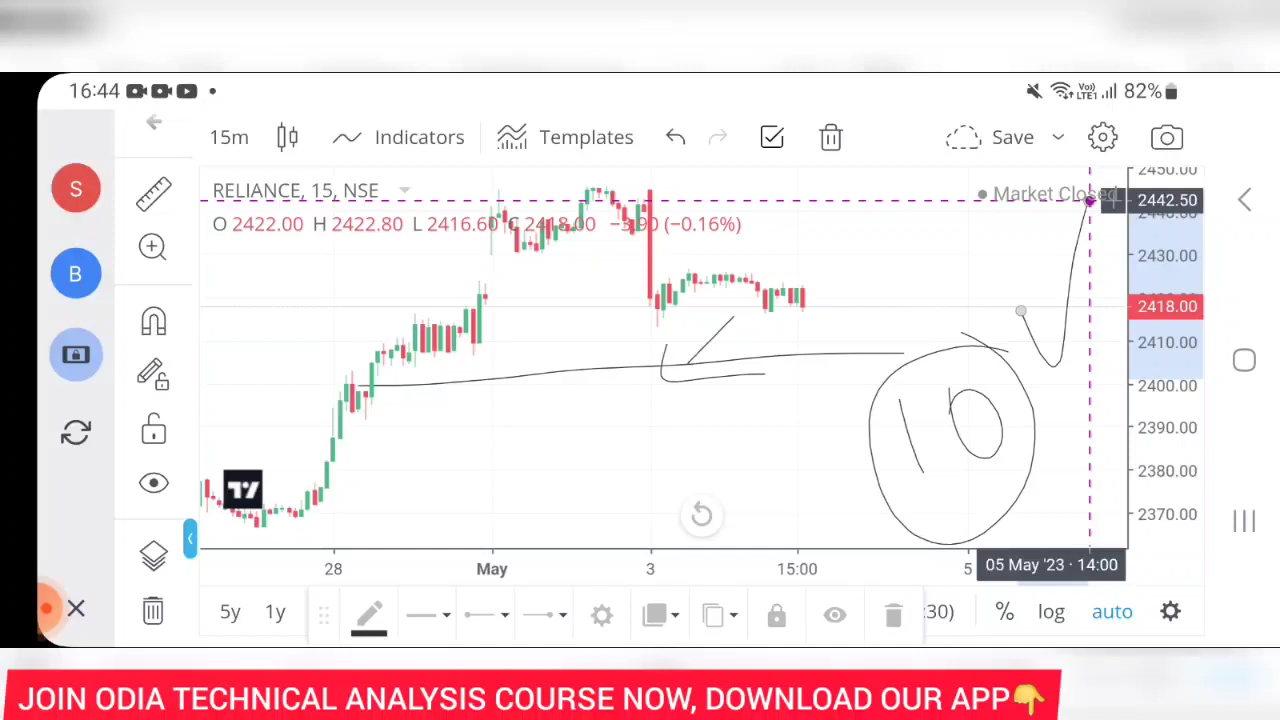 16:44 82%
15m Indicators Templates Save
RELIANCE, 15, NSE
Market Closed
O 2422.00 H 2422.80 L 2416.60 C 2418.00 −3.90 (−0.16%)
2450.00
2442.50
2430.00
2418.00
2410.00
2400.00
2390.00
2380.00
2370.00
S
B
10
28 May 3 15:00 5 05 May '23 · 14:00
5y 1y :30) % log auto
JOIN ODIA TECHNICAL ANALYSIS COURSE NOW, DOWNLOAD OUR APP👇